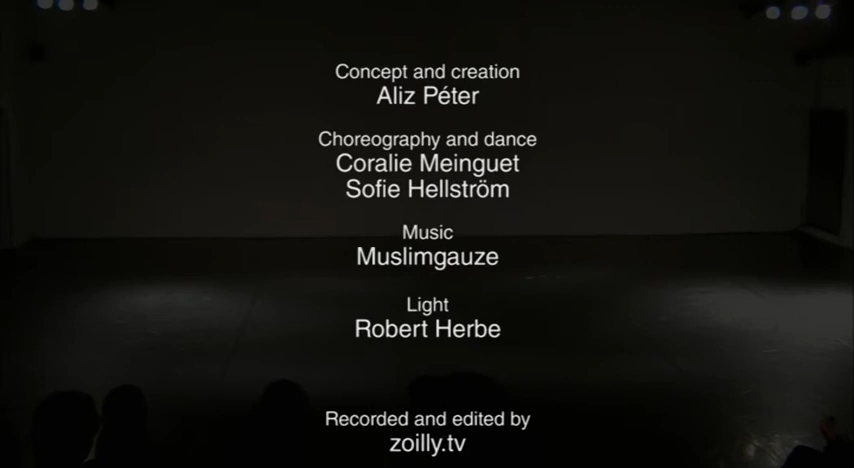 Concept and creation
Aliz Péter
Choreography and dance
Coralie Meinguet
Sofie Hellström
Music
Muslimgauze
Light
Robert Herbe
Recorded and edited by
zoilly.tv